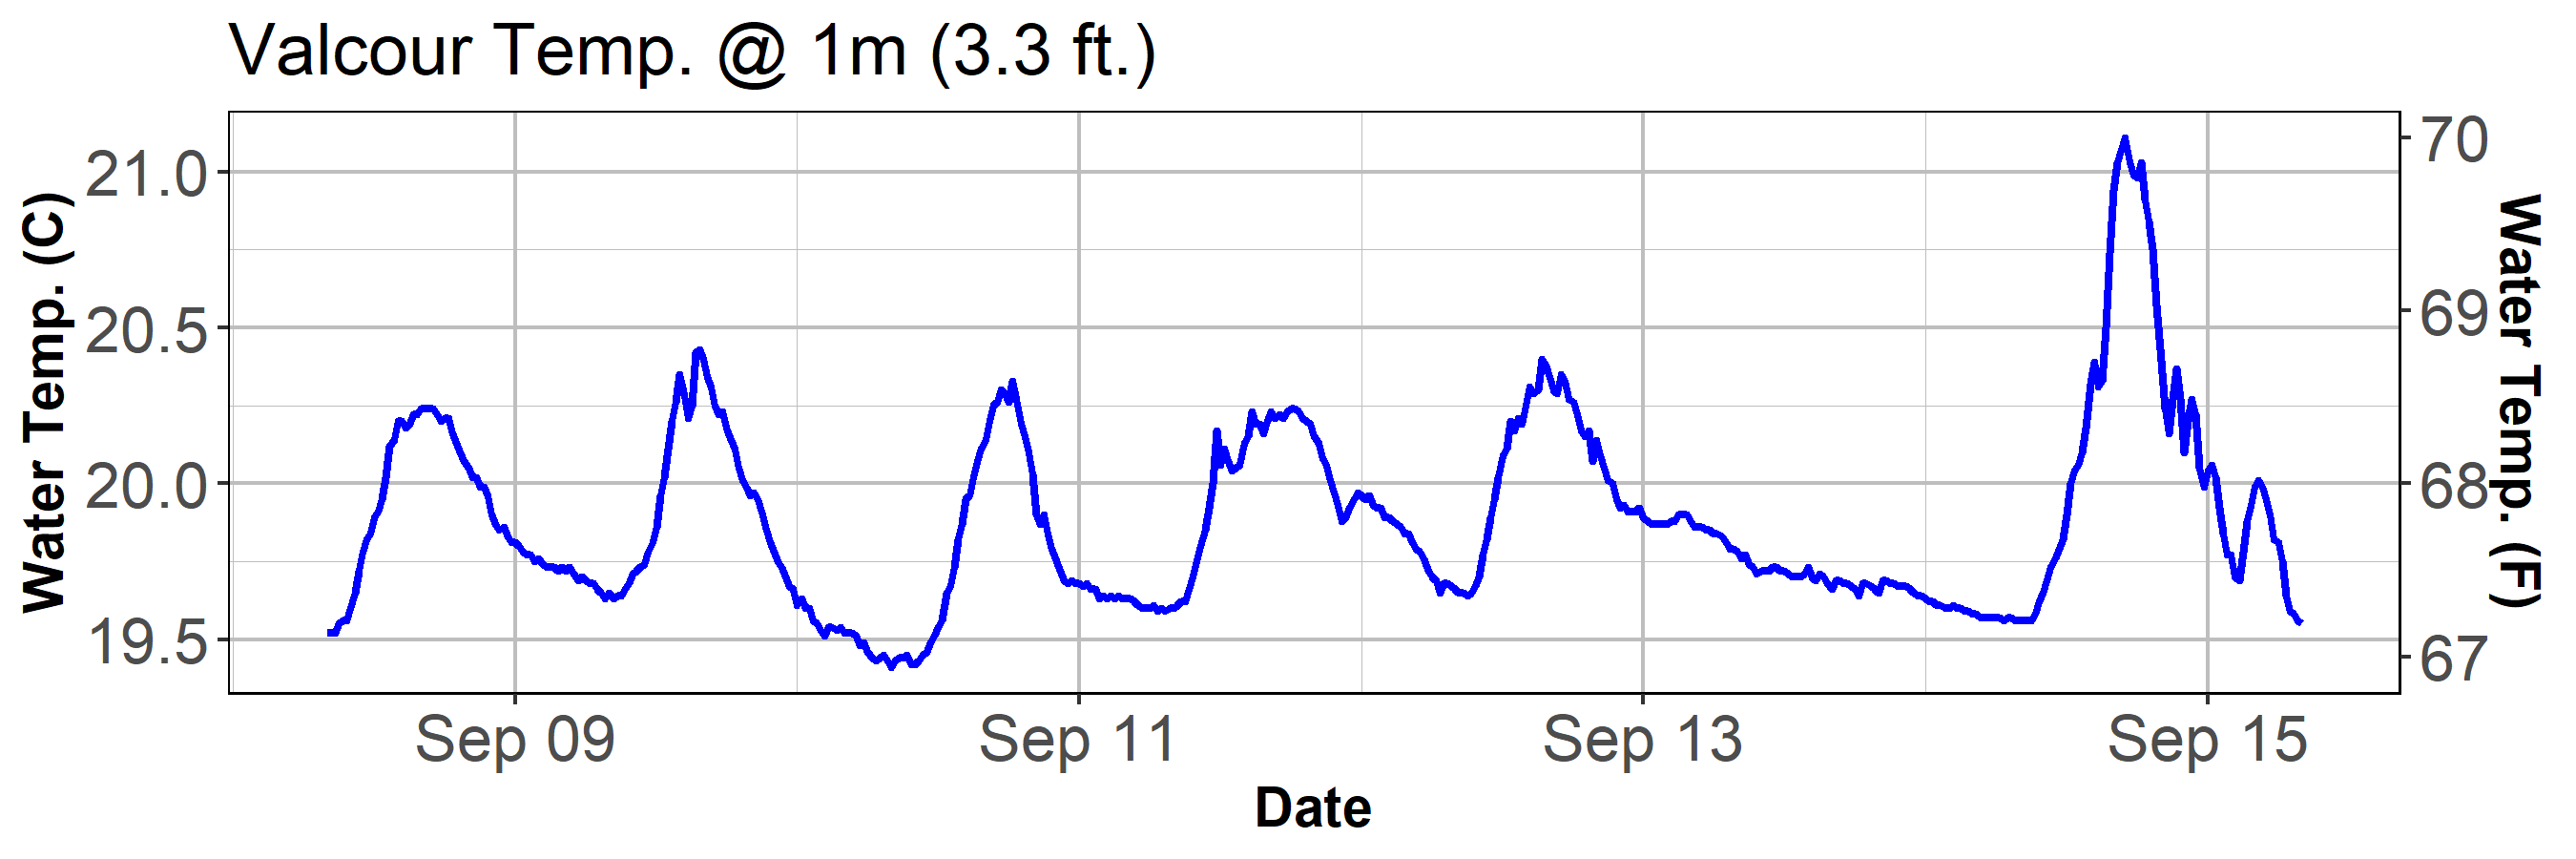 Valcour Temp. @ 1m (3.3 ft.)
Water Temp. (C)
21.0
20.5
20.0
19.5
70
69
68
67
Water Temp. (F)
Sep 09
Sep 11
Sep 13
Sep 15
Date